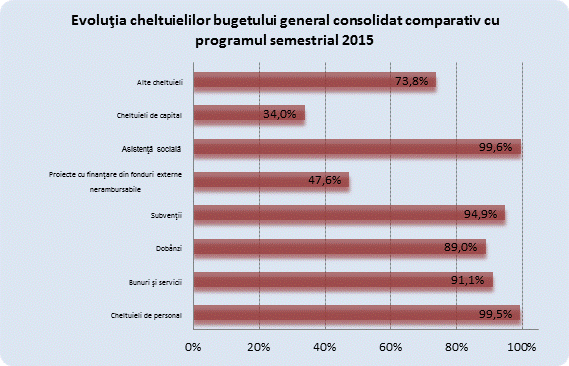 Evoluţia cheltuielilor bugetului general consolidat comparativ cu
programul semestrial 2015
Alte cheltuieli
73,8%
Cheltuieli de capital
34,0%
Asistenţă socială
99,6%
Proiecte cu finanţare din fonduri externe
nerambursabile
47,6%
Subvenţii
94,9%
Dobânzi
89,0%
Bunuri și servicii
91,1%
Cheltuieli de personal
99,5%
0%
20%
40%
60%
80%
100%